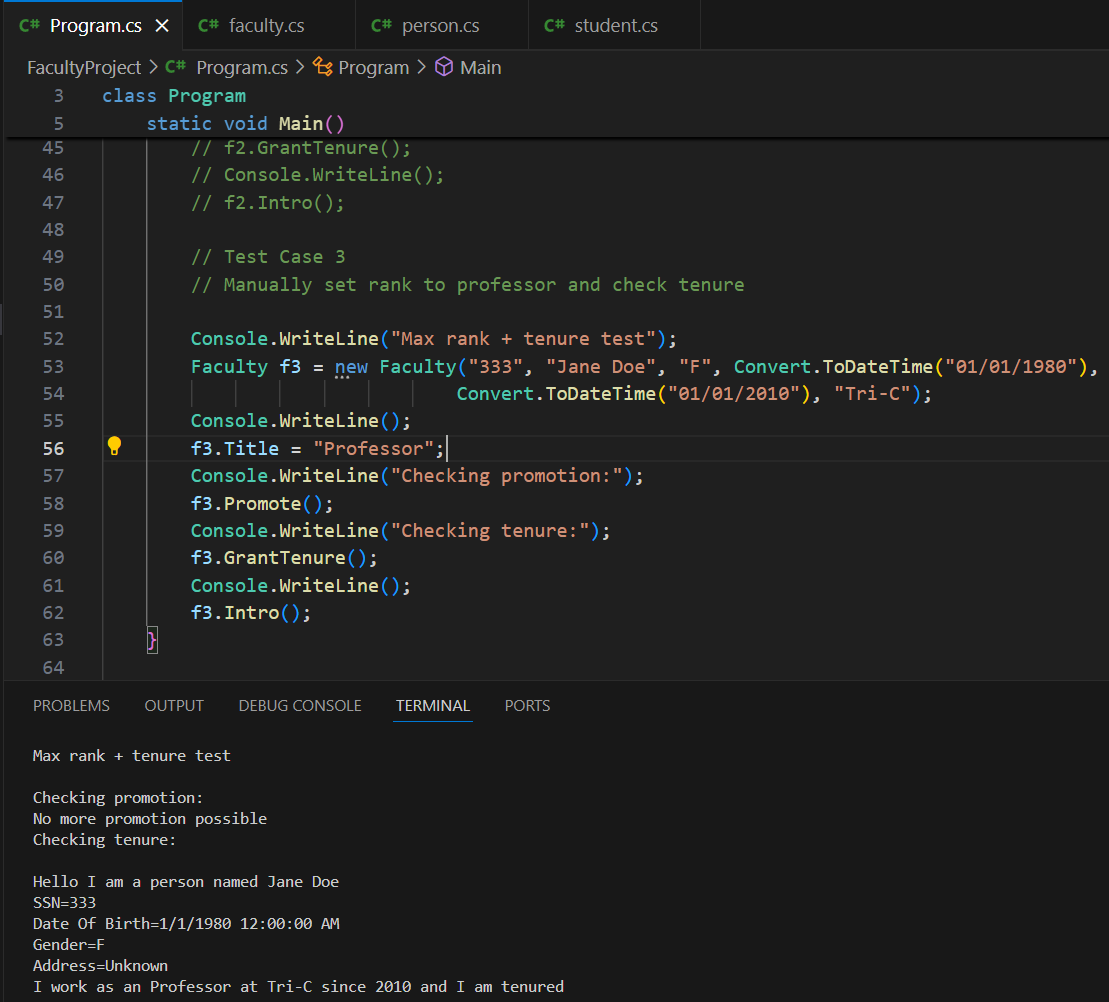 C# Program.cs × C# faculty.cs C# person.cs C# student.cs
FacultyProject > C# Program.cs > Program > Main
3 class Program
5 static void Main()
45 // f2.GrantTenure();
46 // Console.WriteLine();
47 // f2.Intro();
48
49 // Test Case 3
50 // Manually set rank to professor and check tenure
51
52 Console.WriteLine("Max rank + tenure test");
53 Faculty f3 = new Faculty("333", "Jane Doe", "F", Convert.ToDateTime("01/01/1980"),
54 Convert.ToDateTime("01/01/2010"), "Tri-C");
55 Console.WriteLine();
56 f3.Title = "Professor";
57 Console.WriteLine("Checking promotion:");
58 f3.Promote();
59 Console.WriteLine("Checking tenure:");
60 f3.GrantTenure();
61 Console.WriteLine();
62 f3.Intro();
63 }
64
PROBLEMS OUTPUT DEBUG CONSOLE TERMINAL PORTS
Max rank + tenure test
Checking promotion:
No more promotion possible
Checking tenure:
Hello I am a person named Jane Doe
SSN=333
Date Of Birth=1/1/1980 12:00:00 AM
Gender=F
Address=Unknown
I work as an Professor at Tri-C since 2010 and I am tenured